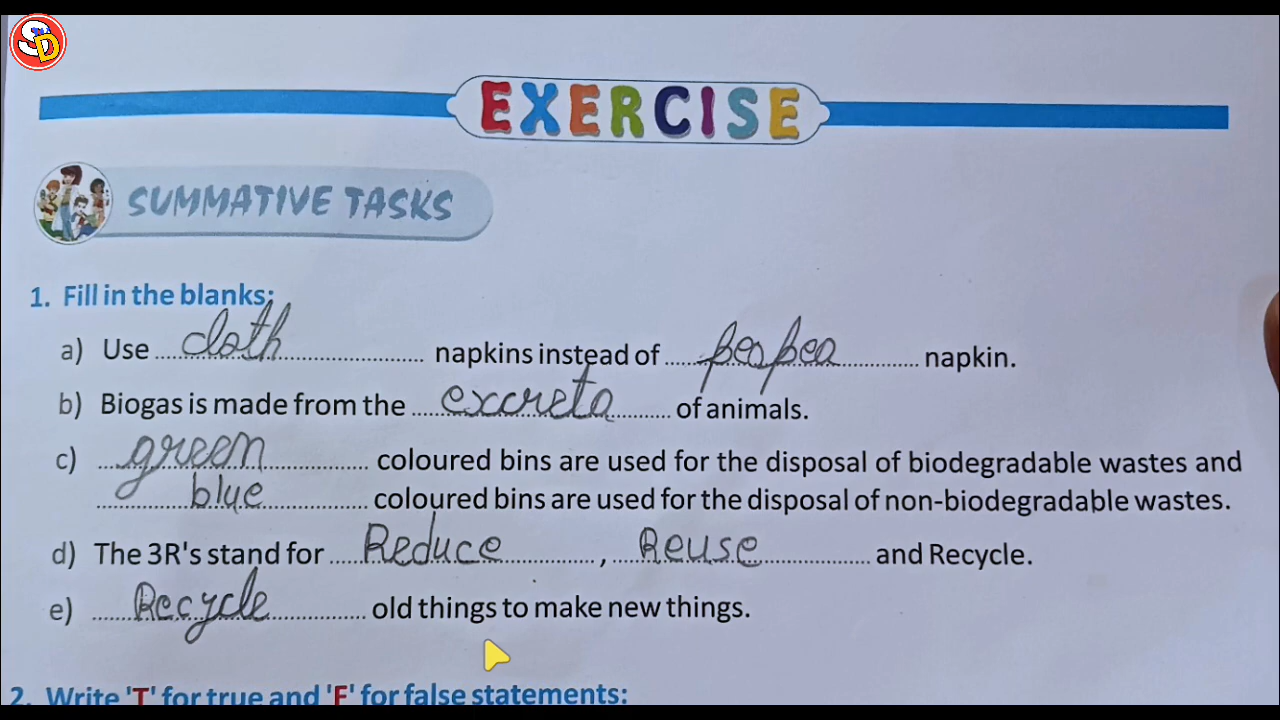 SD
EXERCISE
SUMMATIVE TASKS
1. Fill in the blanks:
a) Use cloth napkins instead of peapea napkin.
b) Biogas is made from the excreta of animals.
c) green coloured bins are used for the disposal of biodegradable wastes and
blue coloured bins are used for the disposal of non-biodegradable wastes.
d) The 3R's stand for Reduce, Reuse and Recycle.
e) Recycle old things to make new things.
2. Write 'T' for true and 'F' for false statements: